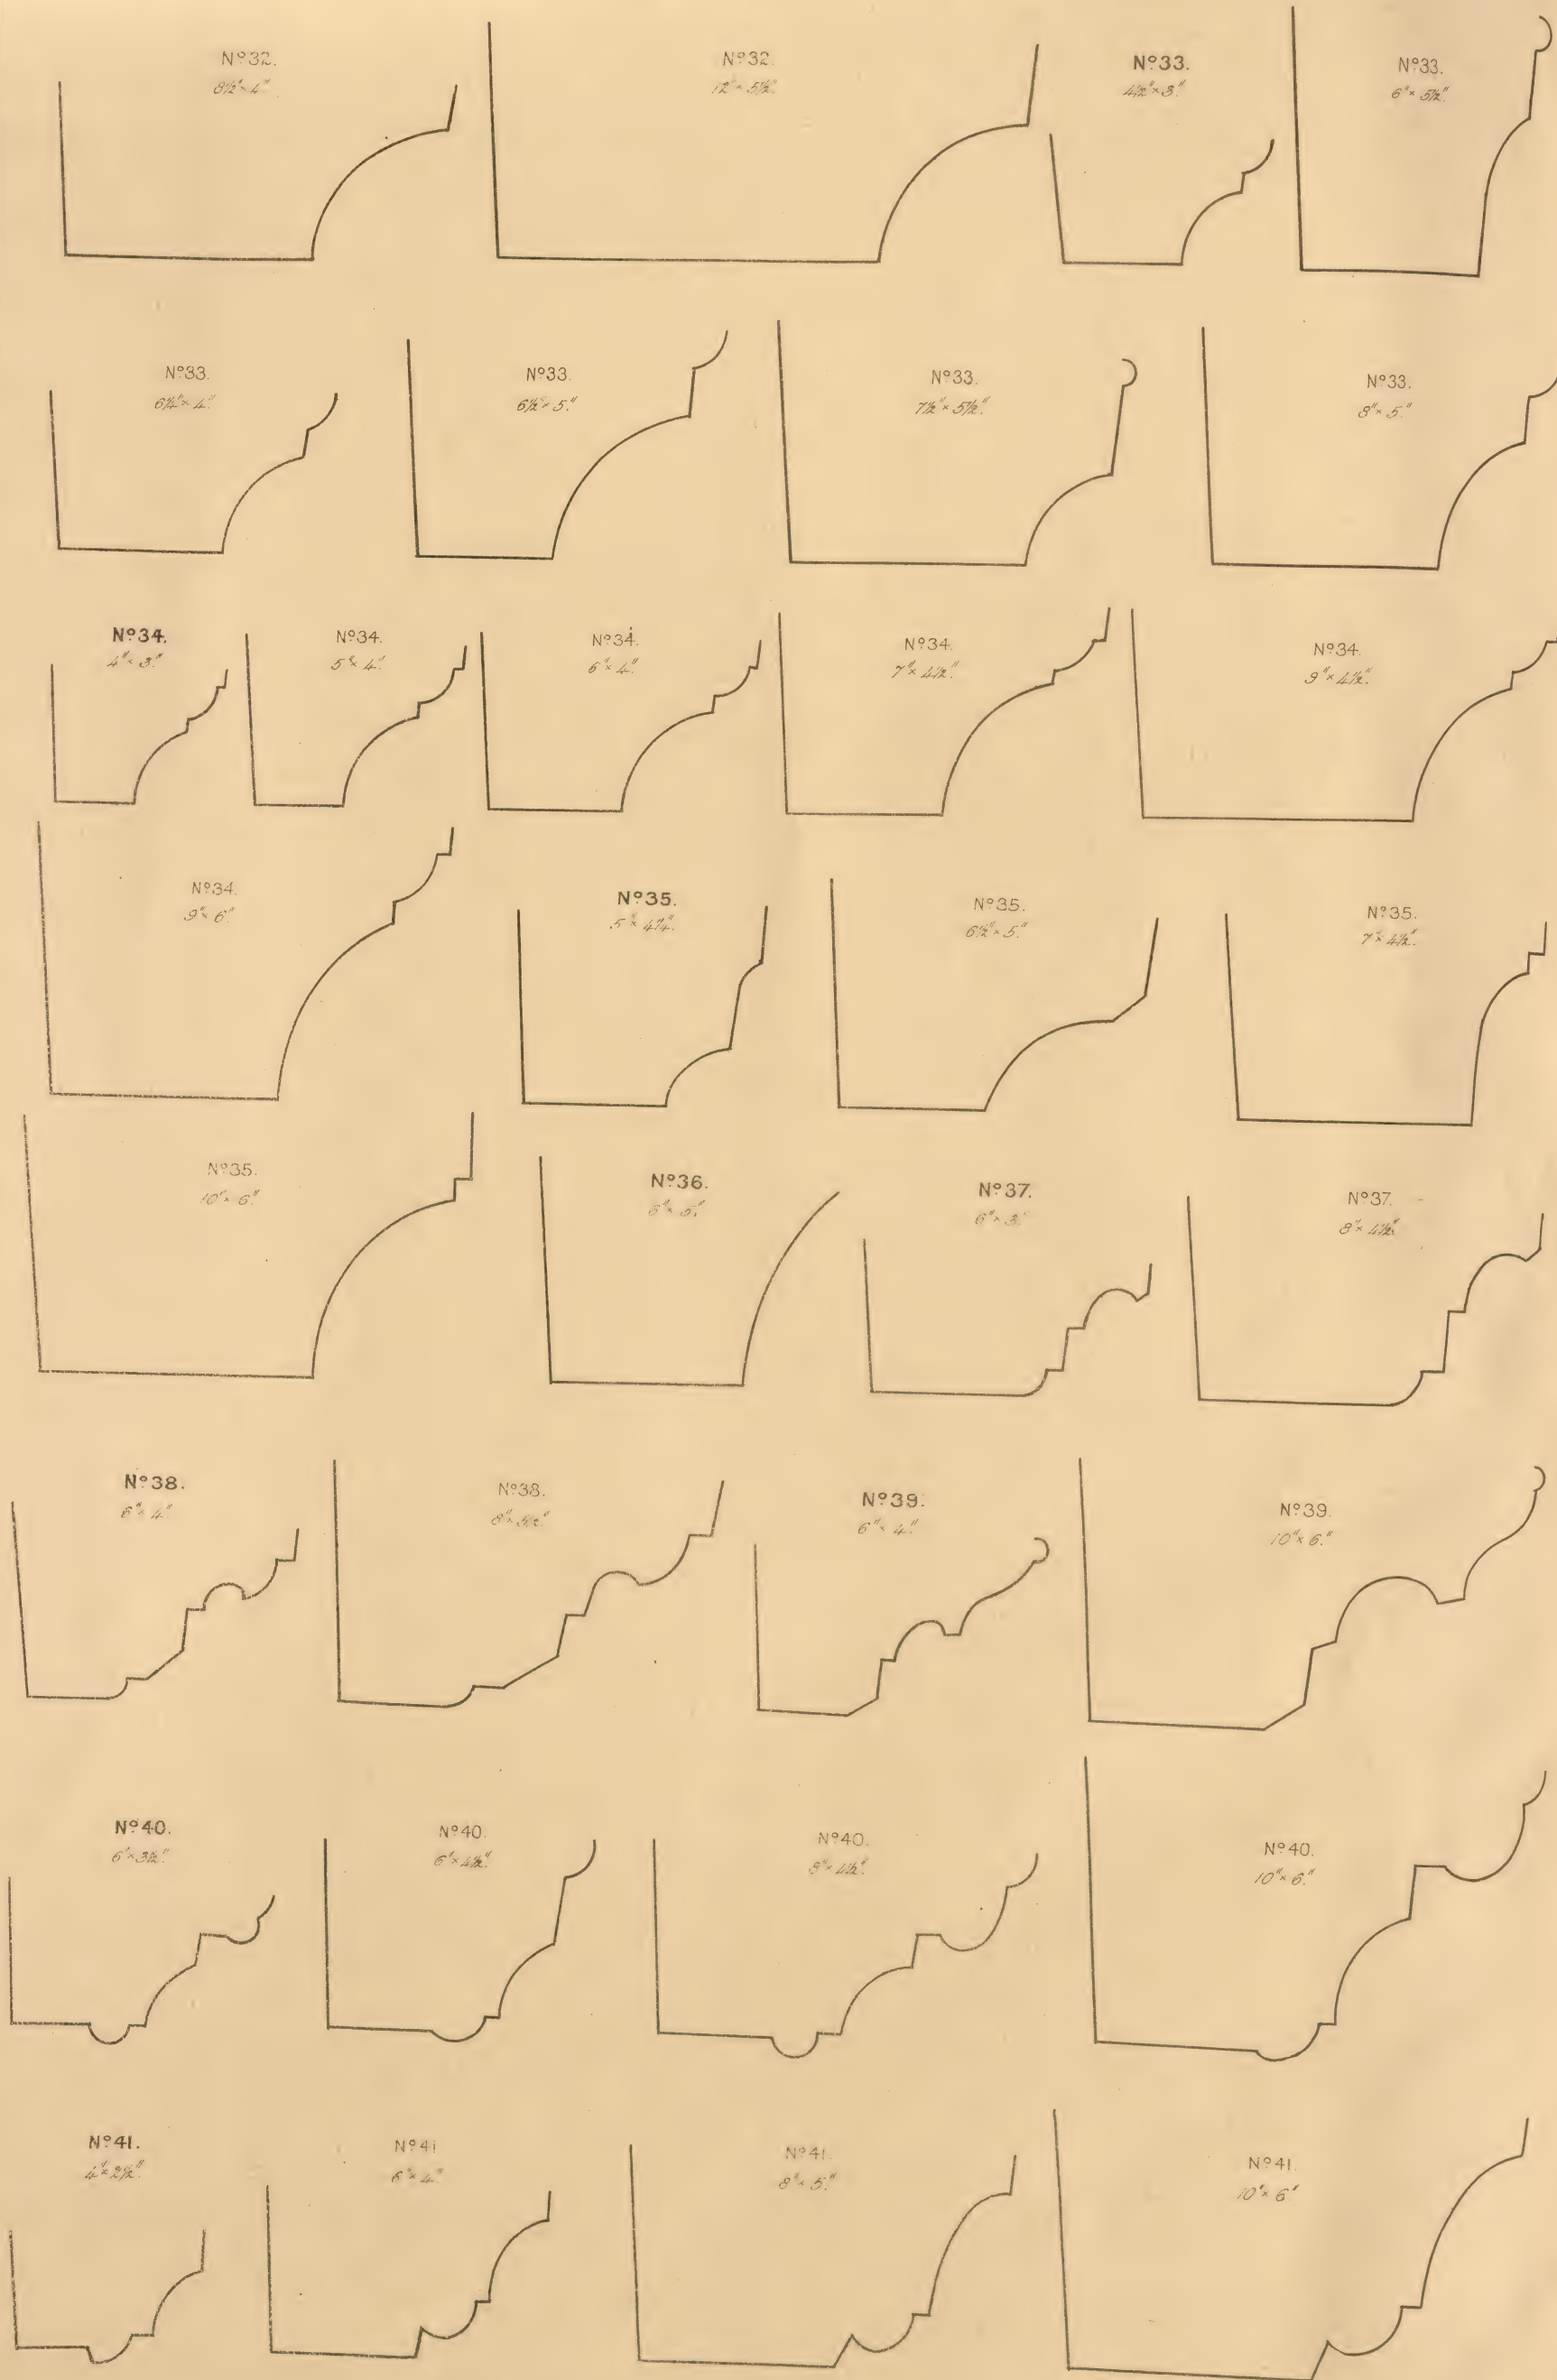 Nº32.
8½"× 4."
Nº32.
12"× 5½."
Nº33.
4½"× 3."
Nº33.
6"× 5½."
Nº33.
6¼"× 4."
Nº33.
6½"× 5."
Nº33.
7½"× 5½."
Nº33.
8"× 5."
Nº34.
4"× 3."
Nº34.
5"× 4."
Nº34.
6"× 4."
Nº34.
7"× 4½."
Nº34.
9"× 4½."
Nº34.
9"× 6."
Nº35.
5"× 4¼."
Nº35.
6½"× 5."
Nº35.
7"× 4½."
Nº35.
10"× 6."
Nº36.
6"× 5."
Nº37.
6"× 3."
Nº37.
8"× 4½."
Nº38.
6"× 4."
Nº38.
8"× 5½."
Nº39.
6"× 4."
Nº39.
10"× 6."
Nº40.
6"× 3½."
Nº40.
6"× 4½."
Nº40.
8"× 4½."
Nº40.
10"× 6."
Nº41.
4"× 2½."
Nº41
6"× 4."
Nº41.
8"× 5."
Nº41.
10"× 6."